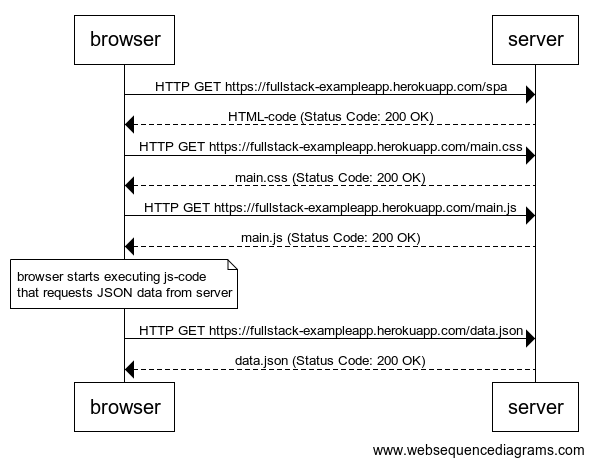 browser server
HTTP GET https://fullstack-exampleapp.herokuapp.com/spa
HTML-code (Status Code: 200 OK)
HTTP GET https://fullstack-exampleapp.herokuapp.com/main.css
main.css (Status Code: 200 OK)
HTTP GET https://fullstack-exampleapp.herokuapp.com/main.js
main.js (Status Code: 200 OK)
browser starts executing js-code
that requests JSON data from server
HTTP GET https://fullstack-exampleapp.herokuapp.com/data.json
data.json (Status Code: 200 OK)
browser server
www.websequencediagrams.com